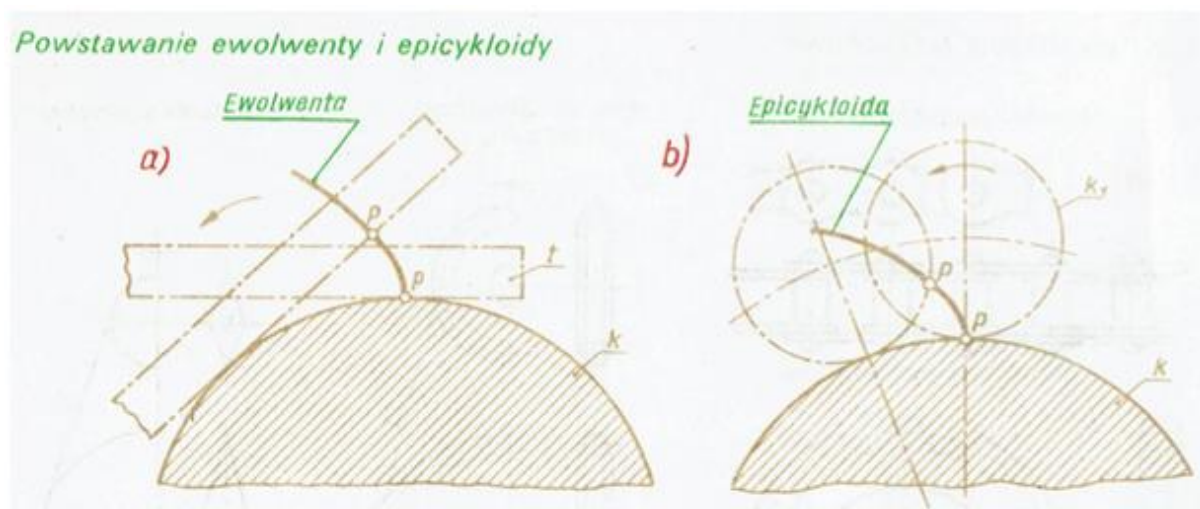 Powstawanie ewolwenty i epicykloidy
Ewolwenta
a)
p
p
t
k
Epicykloida
b)
k₁
p
p
k